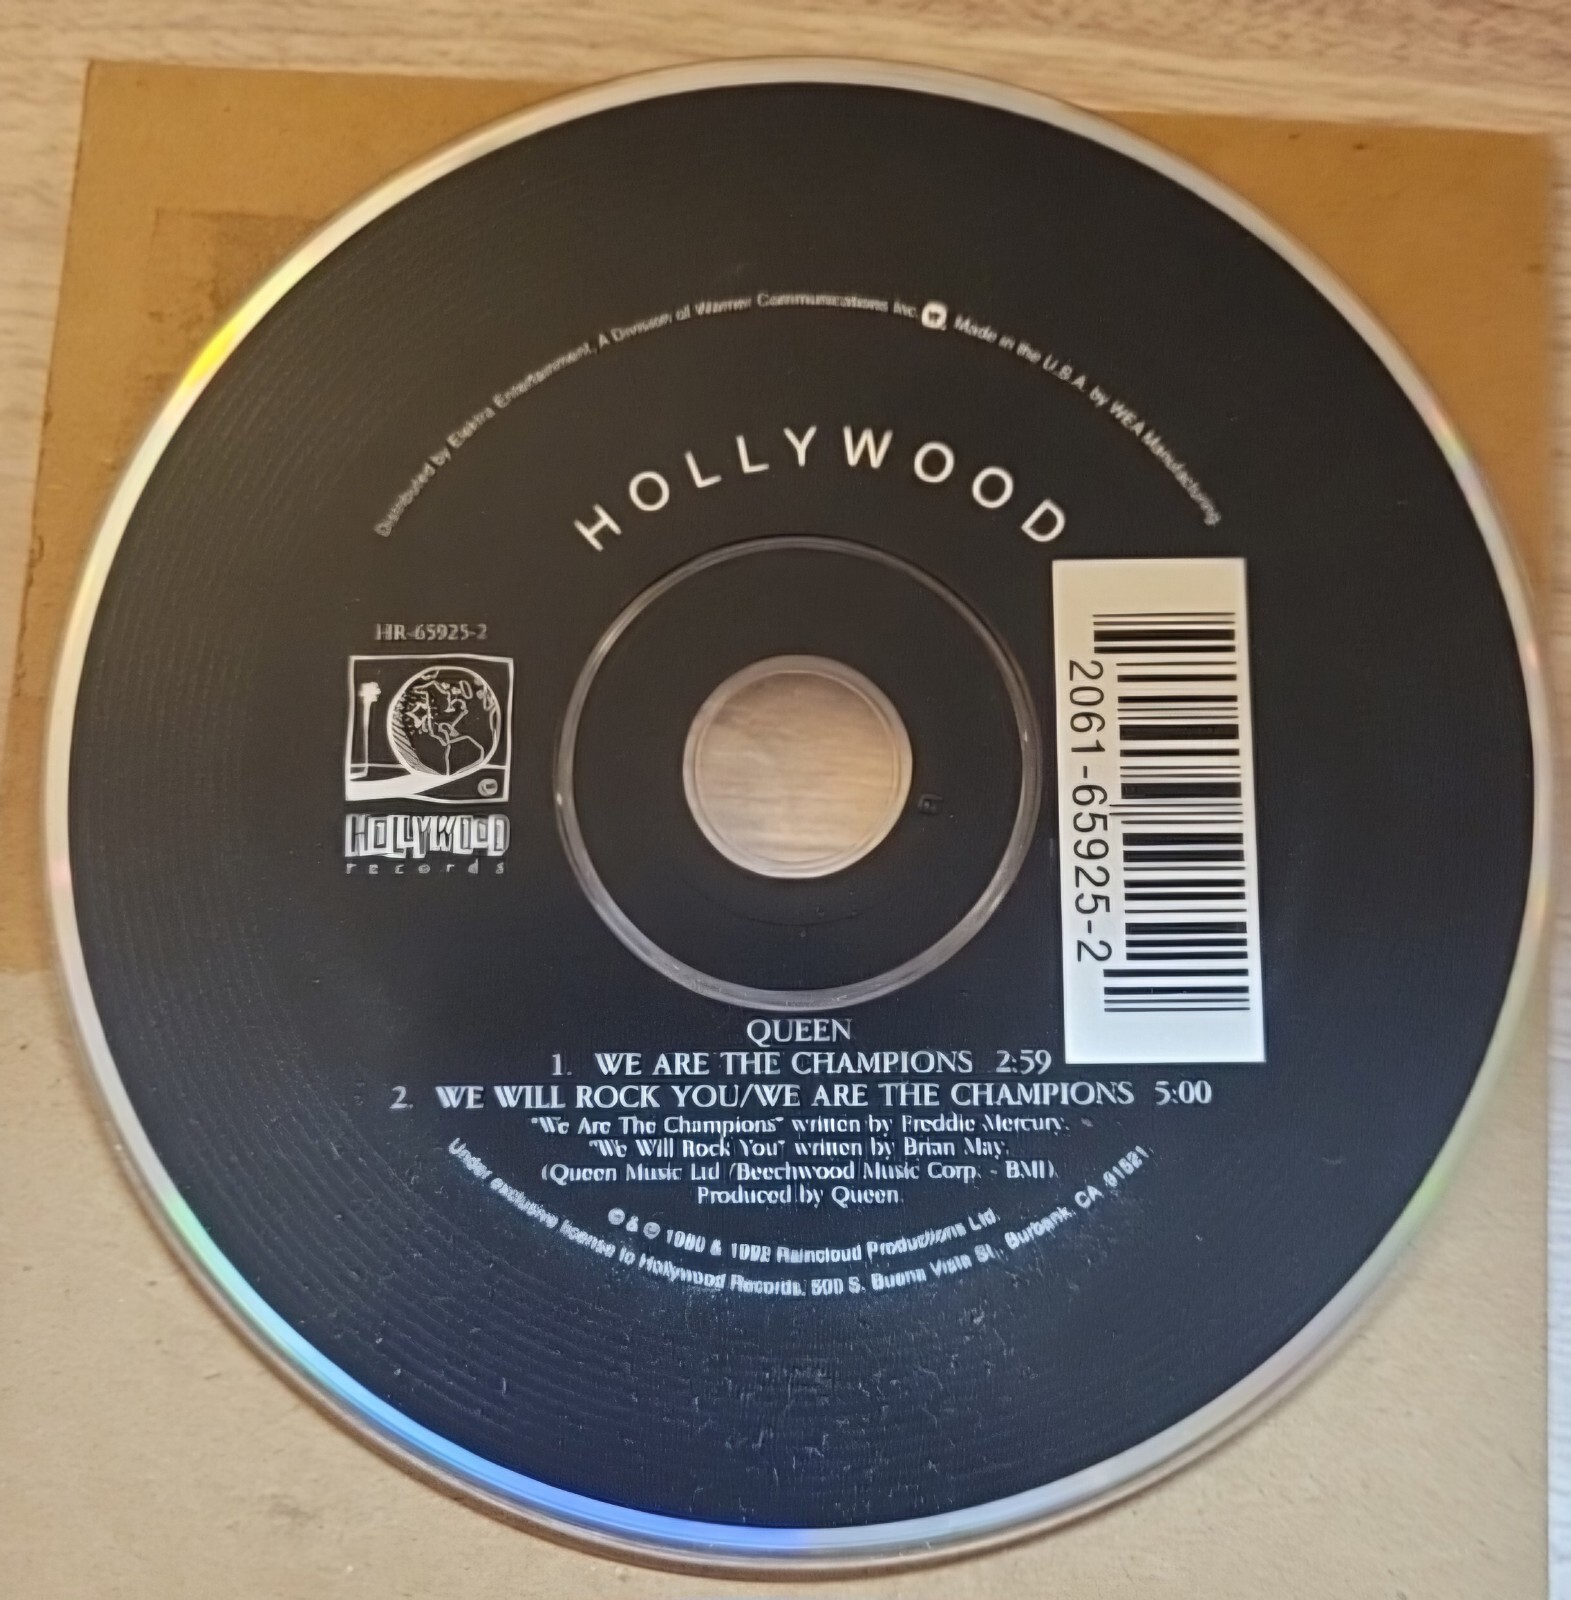 Distributed by Elektra Entertainment, A Division of Warner Communications Inc. Made in the U.S.A. by WEA Manufacturing
HOLLYWOOD
HR-65925-2
HOLLYWOOD
records
2061-65925-2
QUEEN
1. WE ARE THE CHAMPIONS 2:59
2. WE WILL ROCK YOU/WE ARE THE CHAMPIONS 5:00
"We Are The Champions" written by Freddie Mercury.
"We Will Rock You" written by Brian May.
(Queen Music Ltd /Beechwood Music Corp. - BMI)
Produced by Queen.
& 1992 Raincloud Productions Ltd.
Under exclusive license to Hollywood Records, 500 S. Buena Vista St., Burbank, CA 91521